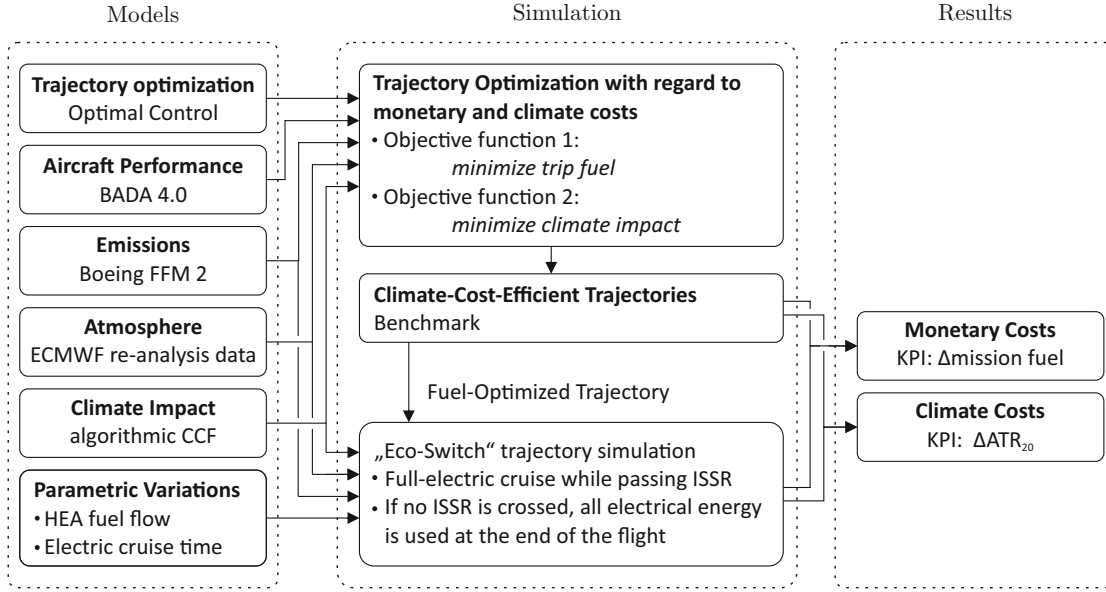 Models
Simulation
Results
Trajectory optimization
Optimal Control
Aircraft Performance
BADA 4.0
Emissions
Boeing FFM 2
Atmosphere
ECMWF re-analysis data
Climate Impact
algorithmic CCF
Parametric Variations
• HEA fuel flow
• Electric cruise time
Trajectory Optimization with regard to
monetary and climate costs
• Objective function 1:
minimize trip fuel
• Objective function 2:
minimize climate impact
Climate-Cost-Efficient Trajectories
Benchmark
Fuel-Optimized Trajectory
„Eco-Switch“ trajectory simulation
• Full-electric cruise while passing ISSR
• If no ISSR is crossed, all electrical energy
is used at the end of the flight
Monetary Costs
KPI: Δmission fuel
Climate Costs
KPI: ΔATR₂₀